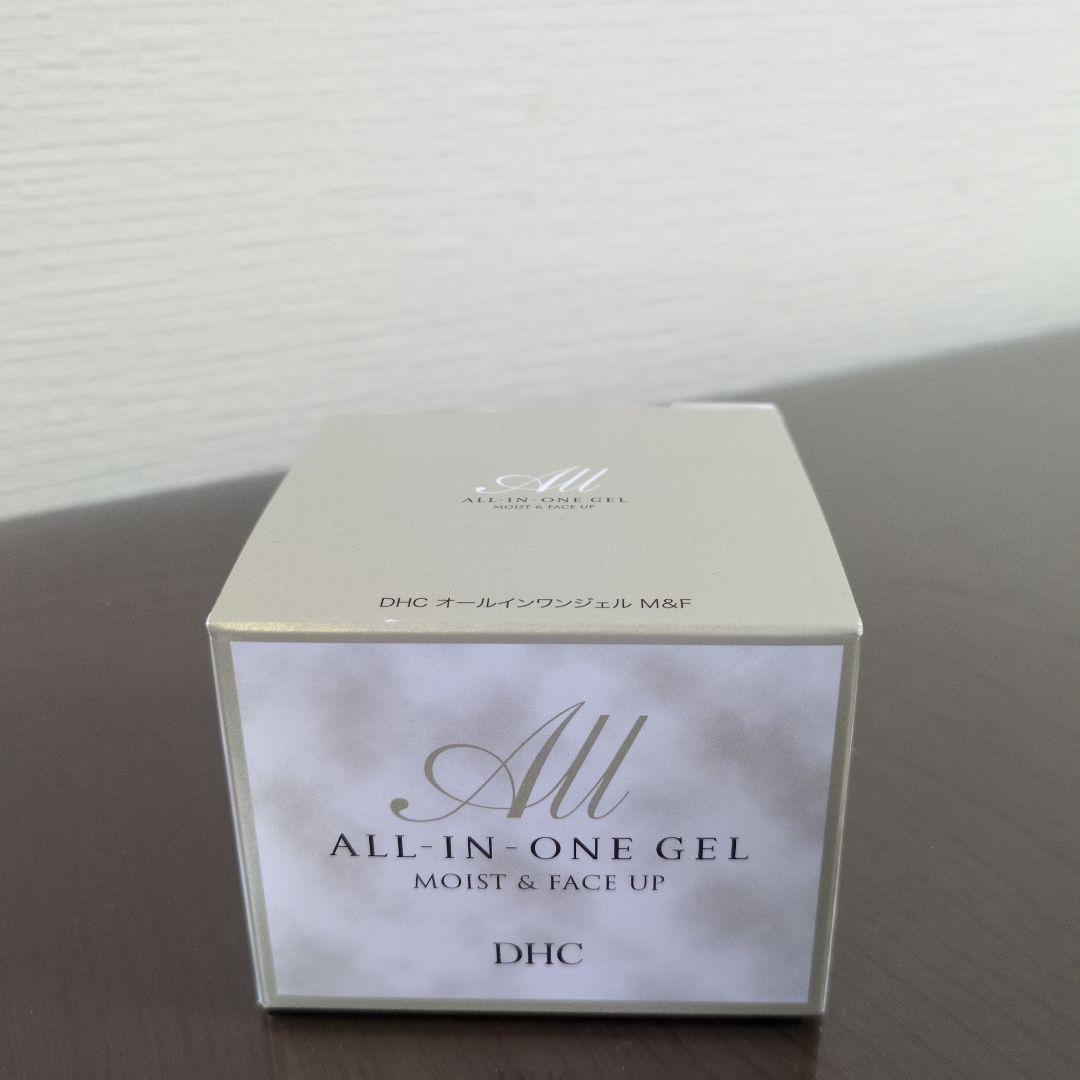 All
ALL-IN-ONE GEL
MOIST & FACE UP
DHC オールインワンジェル M&F
All
ALL-IN-ONE GEL
MOIST & FACE UP
DHC